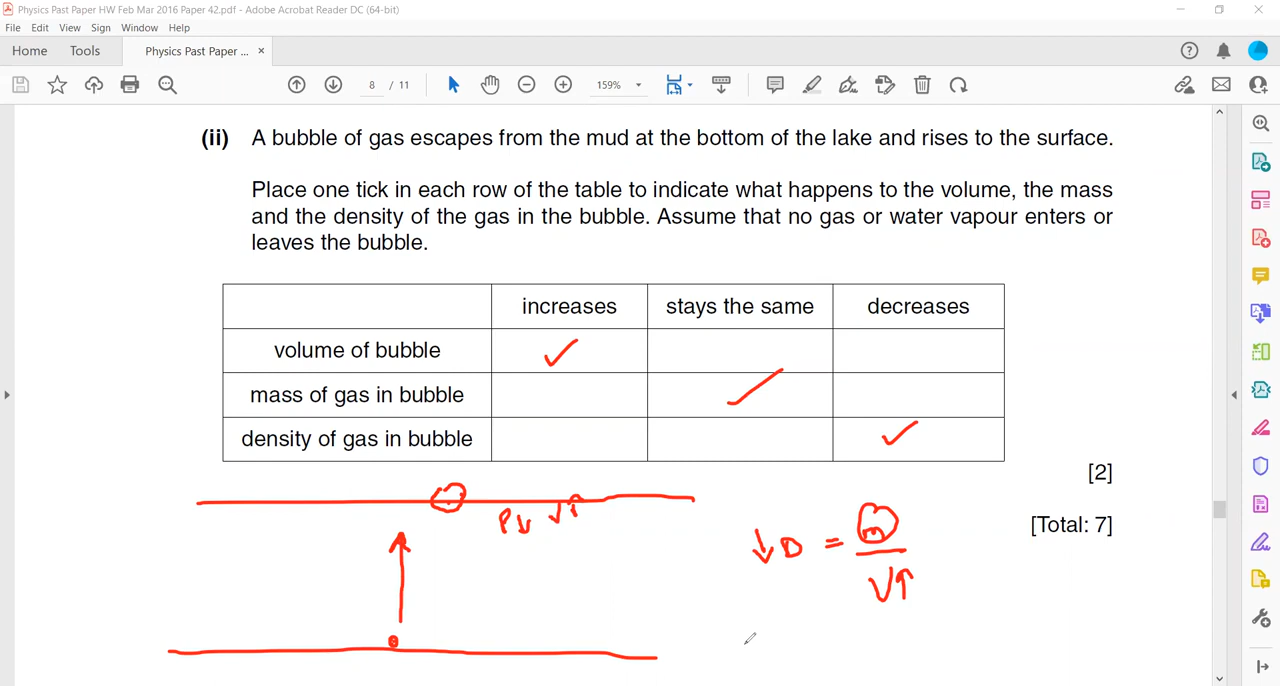 Physics Past Paper HW Feb Mar 2016 Paper 42.pdf - Adobe Acrobat Reader DC (64-bit)
File Edit View Sign Window Help
Home Tools Physics Past Paper ... ×
8 / 11 159%
(ii) A bubble of gas escapes from the mud at the bottom of the lake and rises to the surface.
Place one tick in each row of the table to indicate what happens to the volume, the mass
and the density of the gas in the bubble. Assume that no gas or water vapour enters or
leaves the bubble.
increases stays the same decreases
volume of bubble ✓
mass of gas in bubble ✓
density of gas in bubble ✓
[2]
[Total: 7]
P↓ V↑
↓ D = m
V↑